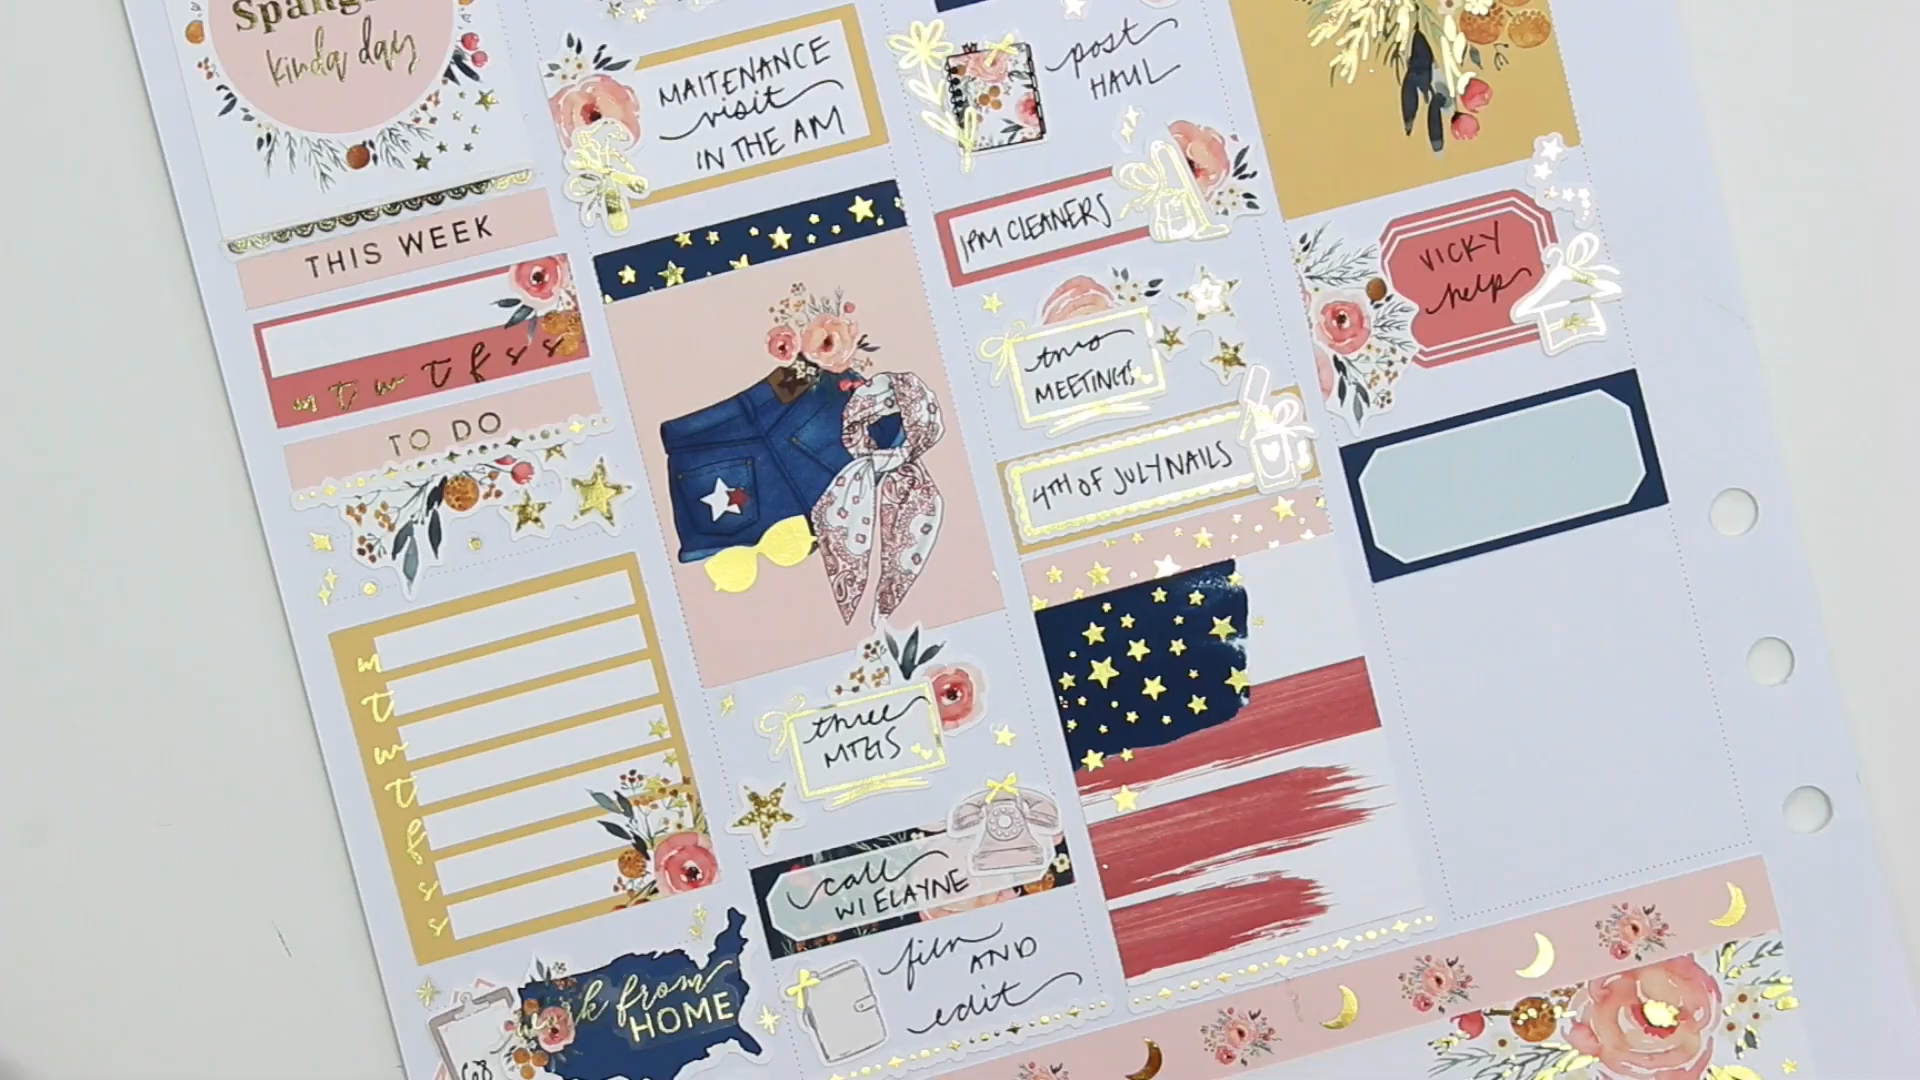 Spang
kinda day
THIS WEEK
m t w t f s s
TO DO
m
t
w
t
f
s
s
work from
HOME
MAITENANCE
visit
IN THE AM
three
MTGS
call
W/ ELAYNE
film
AND
edit
post
HAUL
1PM CLEANERS
two
MEETINGS
4TH OF JULY NAILS
VICKY
help